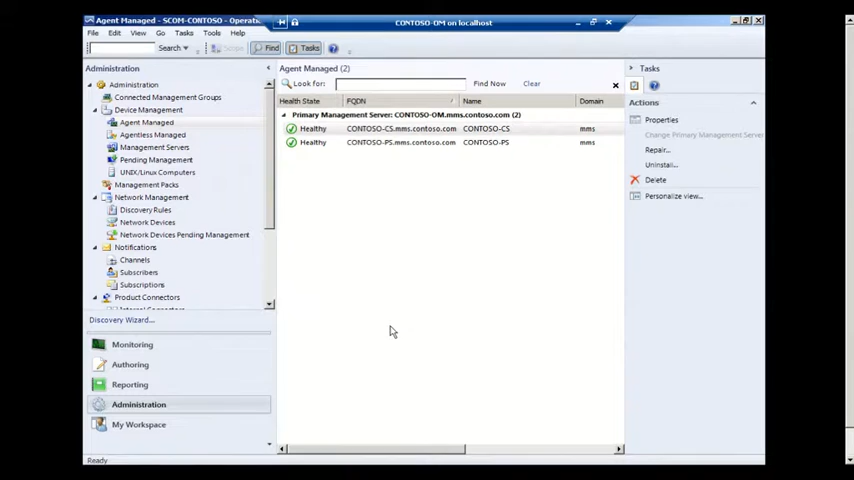 Agent Managed - SCOM-CONTOSO - Operatio
CONTOSO-OM on localhost
File Edit View Go Tasks Tools Help
Search Scope Find Tasks
Administration
Administration
Connected Management Groups
Device Management
Agent Managed
Agentless Managed
Management Servers
Pending Management
UNIX/Linux Computers
Management Packs
Network Management
Discovery Rules
Network Devices
Network Devices Pending Management
Notifications
Channels
Subscribers
Subscriptions
Product Connectors
Internal Connectors
Discovery Wizard...
Monitoring
Authoring
Reporting
Administration
My Workspace
Ready
Agent Managed (2)
Look for: Find Now Clear
Health State FQDN Name Domain
Primary Management Server: CONTOSO-OM.mms.contoso.com (2)
Healthy CONTOSO-CS.mms.contoso.com CONTOSO-CS mms
Healthy CONTOSO-PS.mms.contoso.com CONTOSO-PS mms
Tasks
Actions
Properties
Change Primary Management Server
Repair...
Uninstall...
Delete
Personalize view...